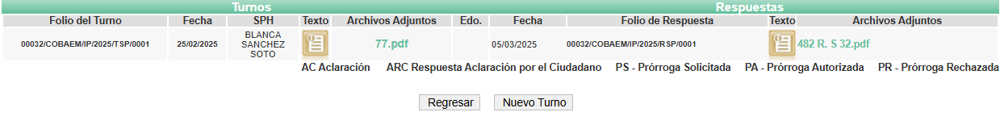 Turnos Respuestas
Folio del Turno Fecha SPH Texto Archivos Adjuntos Edo. Fecha Folio de Respuesta Texto Archivos Adjuntos
00032/COBAEM/IP/2025/TSP/0001 25/02/2025 BLANCA
SANCHEZ
SOTO 77.pdf 05/03/2025 00032/COBAEM/IP/2025/RSP/0001 482 R. S 32.pdf
AC Aclaración ARC Respuesta Aclaración por el Ciudadano PS - Prórroga Solicitada PA - Prórroga Autorizada PR - Prórroga Rechazada
Regresar Nuevo Turno